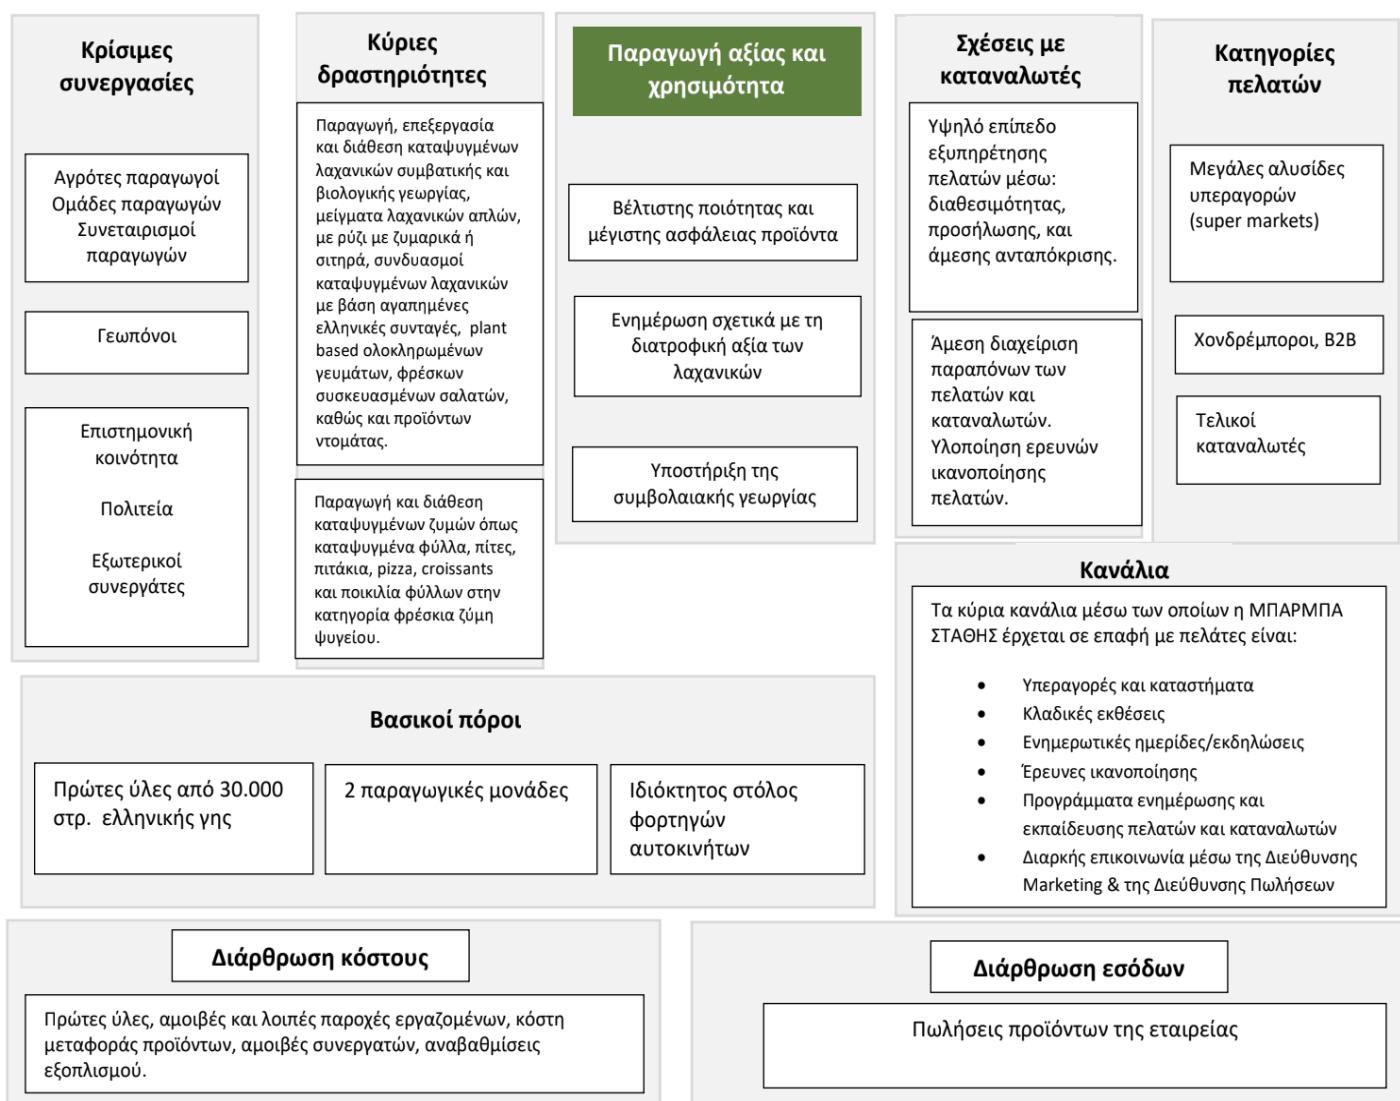 Κρίσιμες
συνεργασίες
Αγρότες παραγωγοί
Ομάδες παραγωγών
Συνεταιρισμοί
παραγωγών
Γεωπόνοι
Επιστημονική
κοινότητα
Πολιτεία
Εξωτερικοί
συνεργάτες
Κύριες
δραστηριότητες
Παραγωγή, επεξεργασία
και διάθεση καταψυγμένων
λαχανικών συμβατικής και
βιολογικής γεωργίας,
μείγματα λαχανικών απλών,
με ρύζι με ζυμαρικά ή
σιτηρά, συνδυασμοί
καταψυγμένων λαχανικών
με βάση αγαπημένες
ελληνικές συνταγές, plant
based ολοκληρωμένων
γευμάτων, φρέσκων
συσκευασμένων σαλατών,
καθώς και προϊόντων
ντομάτας.
Παραγωγή και διάθεση
καταψυγμένων ζυμών όπως
καταψυγμένα φύλλα, πίτες,
πιτάκια, pizza, croissants
και ποικιλία φύλλων στην
κατηγορία φρέσκια ζύμη
ψυγείου.
Παραγωγή αξίας και
χρησιμότητα
Βέλτιστης ποιότητας και
μέγιστης ασφάλειας προϊόντα
Ενημέρωση σχετικά με τη
διατροφική αξία των
λαχανικών
Υποστήριξη της
συμβολαιακής γεωργίας
Σχέσεις με
καταναλωτές
Υψηλό επίπεδο
εξυπηρέτησης
πελατών μέσω:
διαθεσιμότητας,
προσήλωσης, και
άμεσης ανταπόκρισης.
Άμεση διαχείριση
παραπόνων των
πελατών και
καταναλωτών.
Υλοποίηση ερευνών
ικανοποίησης
πελατών.
Κατηγορίες
πελατών
Μεγάλες αλυσίδες
υπεραγορών
(super markets)
Χονδρέμποροι, B2B
Τελικοί
καταναλωτές
Κανάλια
Τα κύρια κανάλια μέσω των οποίων η ΜΠΑΡΜΠΑ
ΣΤΑΘΗΣ έρχεται σε επαφή με πελάτες είναι:
• Υπεραγορές και καταστήματα
• Κλαδικές εκθέσεις
• Ενημερωτικές ημερίδες/εκδηλώσεις
• Έρευνες ικανοποίησης
• Προγράμματα ενημέρωσης και
εκπαίδευσης πελατών και καταναλωτών
• Διαρκής επικοινωνία μέσω της Διεύθυνσης
Marketing & της Διεύθυνσης Πωλήσεων
Βασικοί πόροι
Πρώτες ύλες από 30.000
στρ. ελληνικής γης
2 παραγωγικές μονάδες
Ιδιόκτητος στόλος
φορτηγών
αυτοκινήτων
Διάρθρωση κόστους
Πρώτες ύλες, αμοιβές και λοιπές παροχές εργαζομένων, κόστη
μεταφοράς προϊόντων, αμοιβές συνεργατών, αναβαθμίσεις
εξοπλισμού.
Διάρθρωση εσόδων
Πωλήσεις προϊόντων της εταιρείας